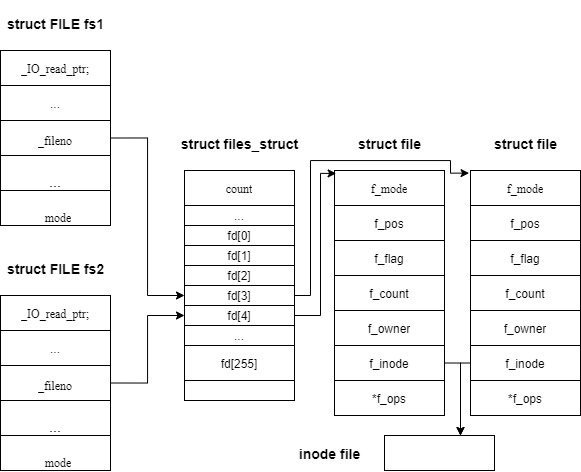 struct FILE fs1
_IO_read_ptr;
...
_fileno
...
mode
struct FILE fs2
_IO_read_ptr;
...
_fileno
...
mode
struct files_struct
count
...
fd[0]
fd[1]
fd[2]
fd[3]
fd[4]
...
fd[255]
struct file
f_mode
f_pos
f_flag
f_count
f_owner
f_inode
*f_ops
struct file
f_mode
f_pos
f_flag
f_count
f_owner
f_inode
*f_ops
inode file